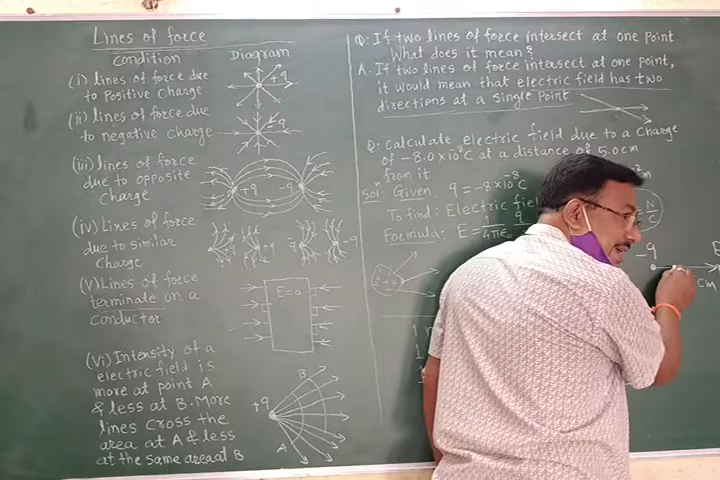 Lines of force
Condition Diagram
(i) lines of force due
to Positive Charge
+q
(ii) lines of force due
to negative Charge
-q
(iii) lines of force
due to opposite
Charge
+q -q
(iv) Lines of force
due to similar
Charge
+q +q -q -q
(v) Lines of force
terminate on a
conductor
E=0
(vi) Intensity of a
electric field is
more at point A
& less at B. More
lines cross the
area at A & less
at the same area at B
B
+q
A
Q: If two lines of force intersect at one point.
What does it mean?
A. If two lines of force intersect at one point,
it would mean that electric field has two
directions at a single point
Q: Calculate electric field due to a charge
of -8.0×10⁻⁸C at a distance of 5.0cm
from it
Solⁿ Given q = -8×10⁻⁸C
To find: Electric
Formula: E = 1/4πε₀ q
N/C
-q E
cm